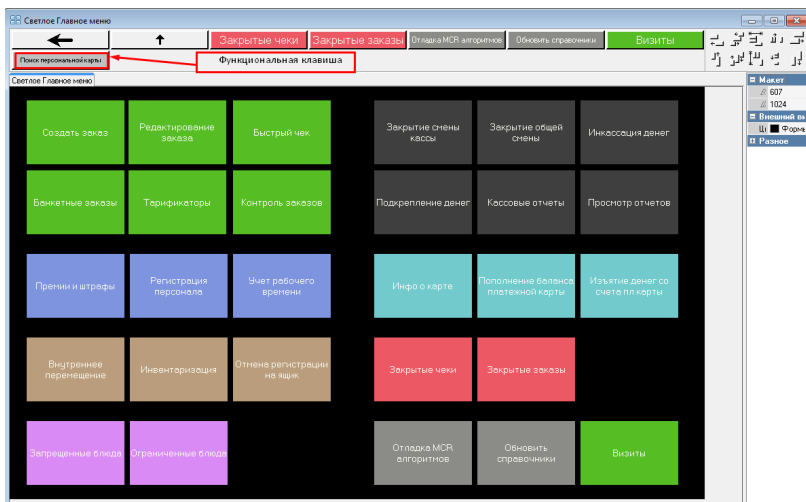 Светлое Главное меню
Закрытые чеки
Закрытые заказы
Отладка MCR алгоритмов
Обновить справочники
Визиты
Поиск персональной карты
Функциональная клавиша
Светлое Главное меню
Макет
607
1024
Внешний ви
Формы
Разное
Создать заказ
Редактирование
заказа
Быстрый чек
Закрытие смены
кассы
Закрытие общей
смены
Инкассация денег
Банкетные заказы
Тарификаторы
Контроль заказов
Подкрепление денег
Кассовые отчеты
Просмотр отчетов
Премии и штрафы
Регистрация
персонала
Учет рабочего
времени
Инфо о карте
Пополнение баланса
платежной карты
Изъятие денег со
счета пл карты
Внутреннее
перемещение
Инвентаризация
Отмена регистрации
на ящик
Закрытые чеки
Закрытые заказы
Запрещенные блюда
Ограниченные блюда
Отладка MCR
алгоритмов
Обновить
справочники
Визиты